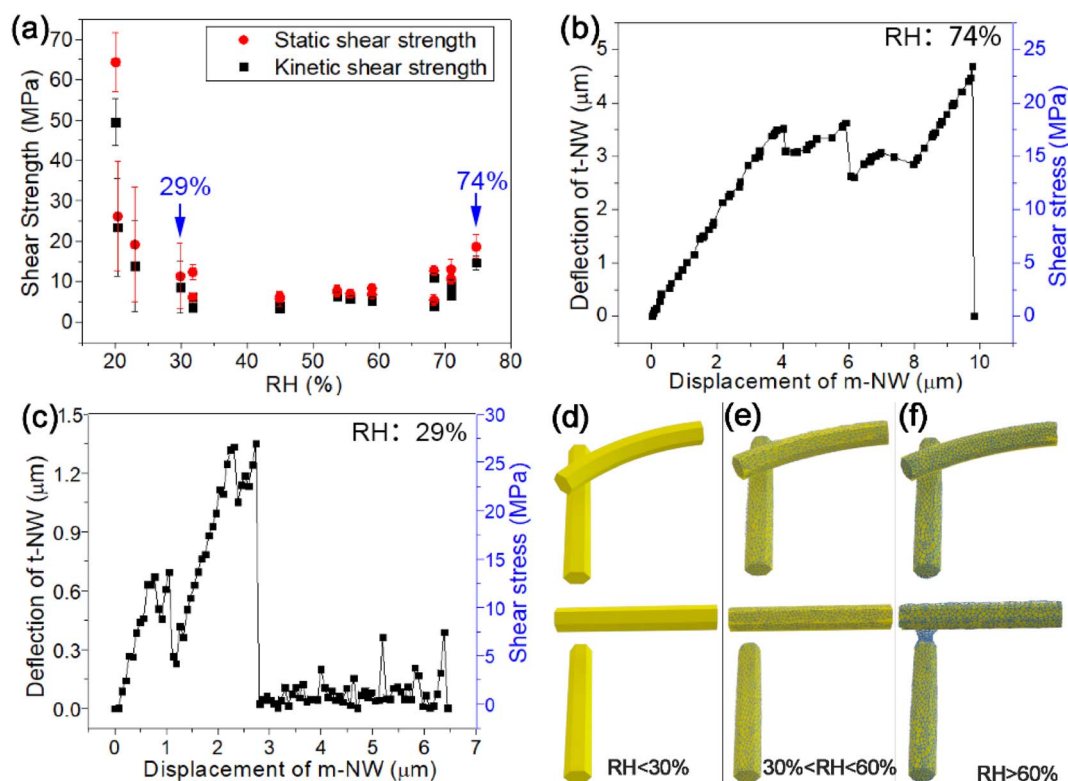 (a)
70
60
50
40
30
20
10
0
Shear Strength (MPa)
Static shear strength
Kinetic shear strength
29%
74%
10 20 30 40 50 60 70 80
RH (%)
(b)
RH: 74%
5
4
3
2
1
0
Deflection of t-NW (μm)
25
20
15
10
5
0
Shear stress (MPa)
0 2 4 6 8 10
Displacement of m-NW (μm)
(c)
RH: 29%
1.5
1.2
0.9
0.6
0.3
0.0
Deflection of t-NW (μm)
30
25
20
15
10
5
0
Shear stress (MPa)
0 1 2 3 4 5 6 7
Displacement of m-NW (μm)
(d)
(e)
(f)
RH<30%
30%<RH<60%
RH>60%